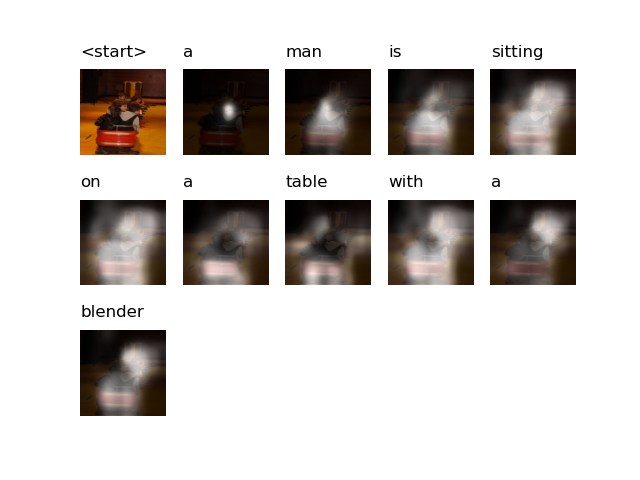 <start> a man is sitting
on a table with a
blender